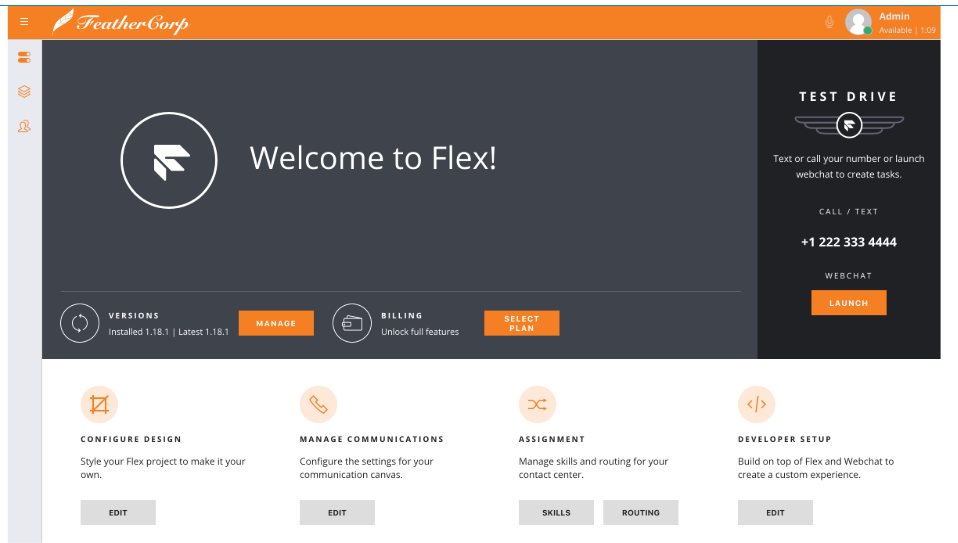 FeatherCorp
Admin
Available | 1:09
Welcome to Flex!
VERSIONS
Installed 1.18.1 | Latest 1.18.1
MANAGE
BILLING
Unlock full features
SELECT
PLAN
TEST DRIVE
Text or call your number or launch
webchat to create tasks.
CALL / TEXT
+1 222 333 4444
WEBCHAT
LAUNCH
CONFIGURE DESIGN
Style your Flex project to make it your
own.
EDIT
MANAGE COMMUNICATIONS
Configure the settings for your
communication canvas.
EDIT
ASSIGNMENT
Manage skills and routing for your
contact center.
SKILLS
ROUTING
DEVELOPER SETUP
Build on top of Flex and Webchat to
create a custom experience.
EDIT